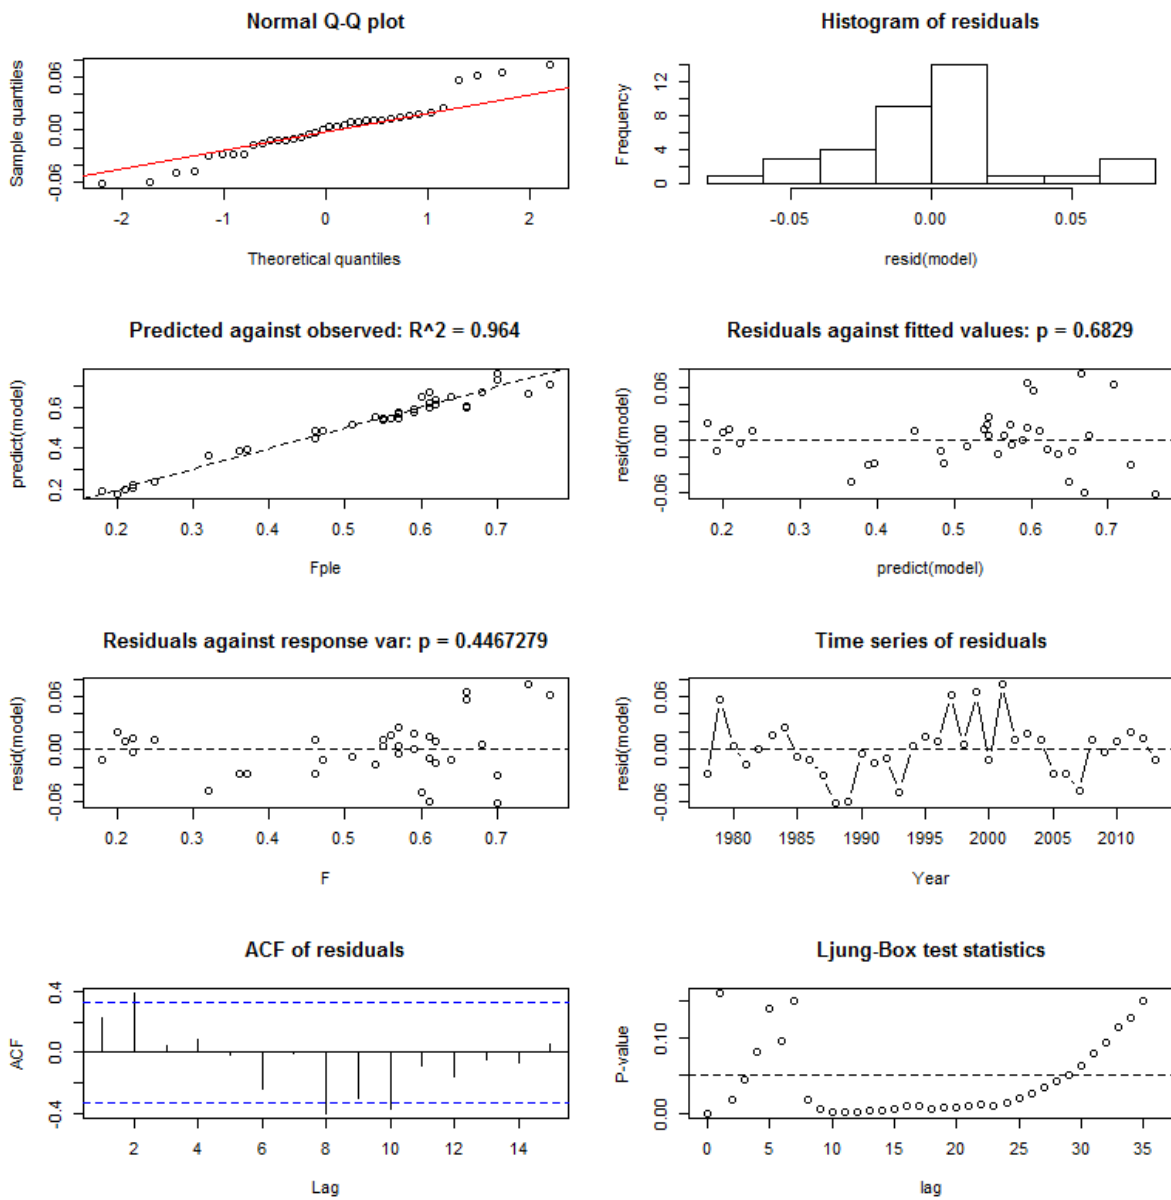 Normal Q-Q plot
Sample quantiles
-0.06 0.00 0.06
-2 -1 0 1 2
Theoretical quantiles
Histogram of residuals
Frequency
0 4 8 12
-0.05 0.00 0.05
resid(model)
Predicted against observed: R^2 = 0.964
predict(model)
0.2 0.4 0.6
0.2 0.3 0.4 0.5 0.6 0.7
Fple
Residuals against fitted values: p = 0.6829
resid(model)
-0.06 0.00 0.06
0.2 0.3 0.4 0.5 0.6 0.7
predict(model)
Residuals against response var: p = 0.4467279
resid(model)
-0.06 0.00 0.06
0.2 0.3 0.4 0.5 0.6 0.7
F
Time series of residuals
resid(model)
-0.06 0.00 0.06
1980 1985 1990 1995 2000 2005 2010
Year
ACF of residuals
ACF
-0.4 0.0 0.4
2 4 6 8 10 12 14
Lag
Ljung-Box test statistics
P-value
0.00 0.10
0 5 10 15 20 25 30 35
lag